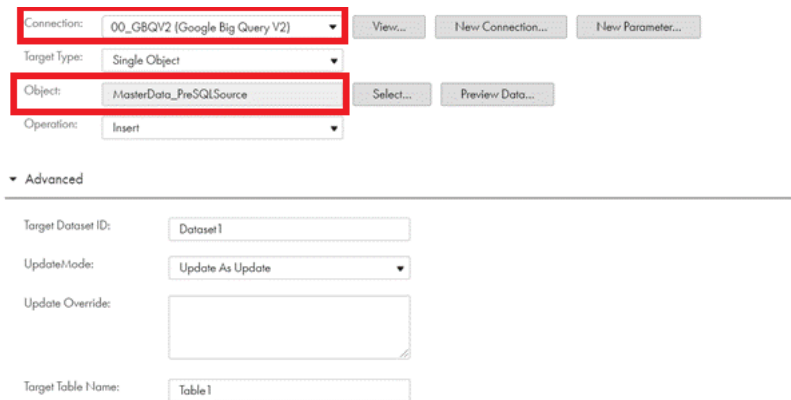 Connection: 00_GBQV2 (Google Big Query V2) View... New Connection... New Parameter...
Target Type: Single Object
Object: MasterData_PreSQLSource Select... Preview Data...
Operation: Insert
Advanced
Target Dataset ID: Dataset1
UpdateMode: Update As Update
Update Override:
Target Table Name: Table1